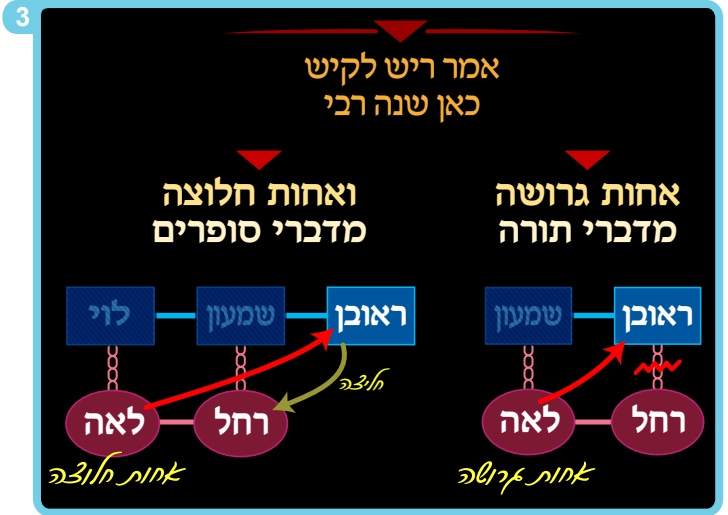 3
אמר ריש לקיש
כאן שנה רבי
אחות גרושה
מדברי תורה
ואחות חלוצה
מדברי סופרים
ראובן
שמעון
רחל
לאה
אחות גרושה
ראובן
שמעון
לוי
חליצה
רחל
לאה
אחות חלוצה